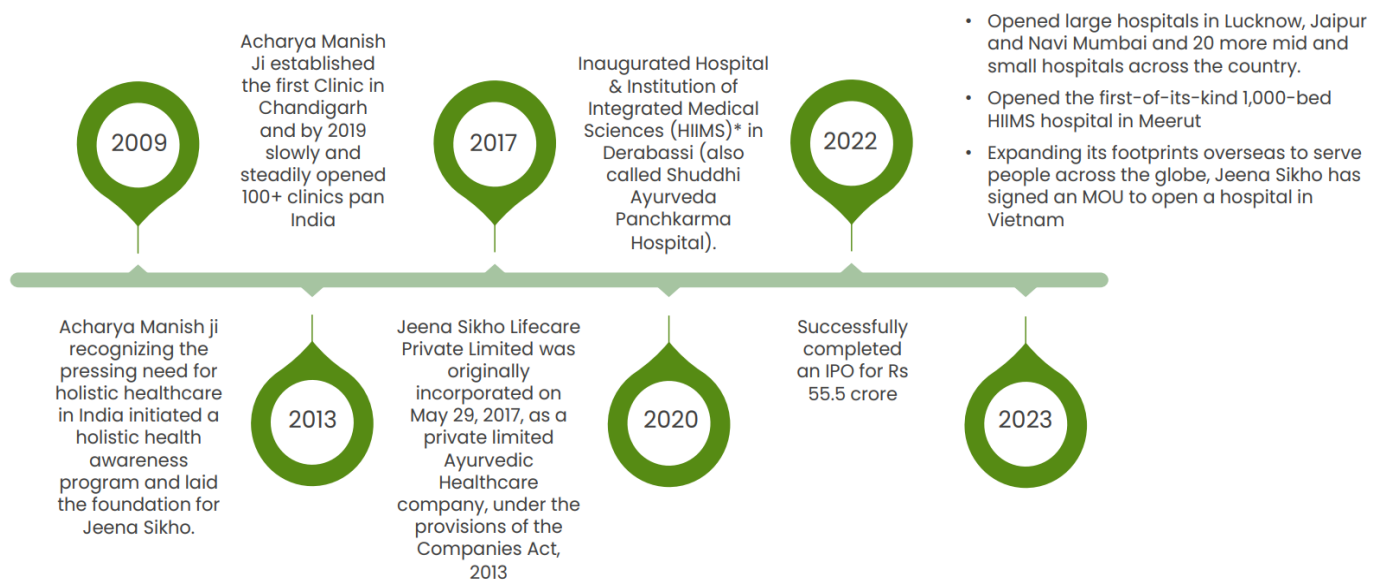 2009
Acharya Manish ji
recognizing the
pressing need for
holistic healthcare
in India initiated a
holistic health
awareness
program and laid
the foundation for
Jeena Sikho.
Acharya Manish
Ji established
the first Clinic in
Chandigarh
and by 2019
slowly and
steadily opened
100+ clinics pan
India
2013
2017
Jeena Sikho Lifecare
Private Limited was
originally
incorporated on
May 29, 2017, as a
private limited
Ayurvedic
Healthcare
company, under the
provisions of the
Companies Act,
2013
Inaugurated Hospital
& Institution of
Integrated Medical
Sciences (HIIMS)* in
Derabassi (also
called Shuddhi
Ayurveda
Panchkarma
Hospital).
2020
2022
Successfully
completed
an IPO for Rs
55.5 crore
• Opened large hospitals in Lucknow, Jaipur
and Navi Mumbai and 20 more mid and
small hospitals across the country.
• Opened the first-of-its-kind 1,000-bed
HIIMS hospital in Meerut
• Expanding its footprints overseas to serve
people across the globe, Jeena Sikho has
signed an MOU to open a hospital in
Vietnam
2023